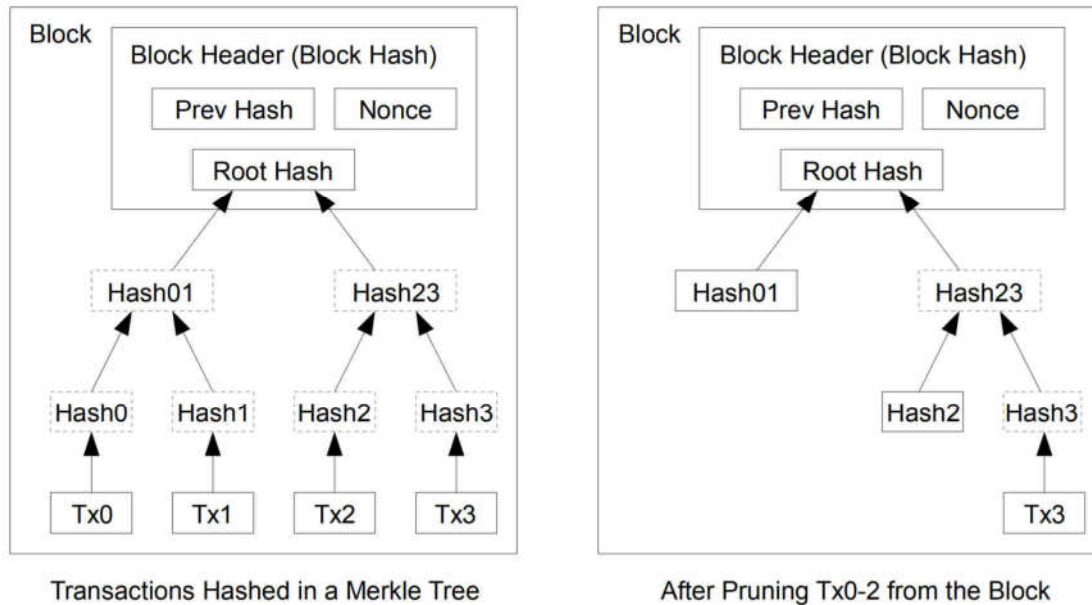 Block
Block Header (Block Hash)
Prev Hash
Nonce
Root Hash
Hash01
Hash23
Hash0
Hash1
Hash2
Hash3
Tx0
Tx1
Tx2
Tx3
Transactions Hashed in a Merkle Tree
Block
Block Header (Block Hash)
Prev Hash
Nonce
Root Hash
Hash01
Hash23
Hash2
Hash3
Tx3
After Pruning Tx0-2 from the Block